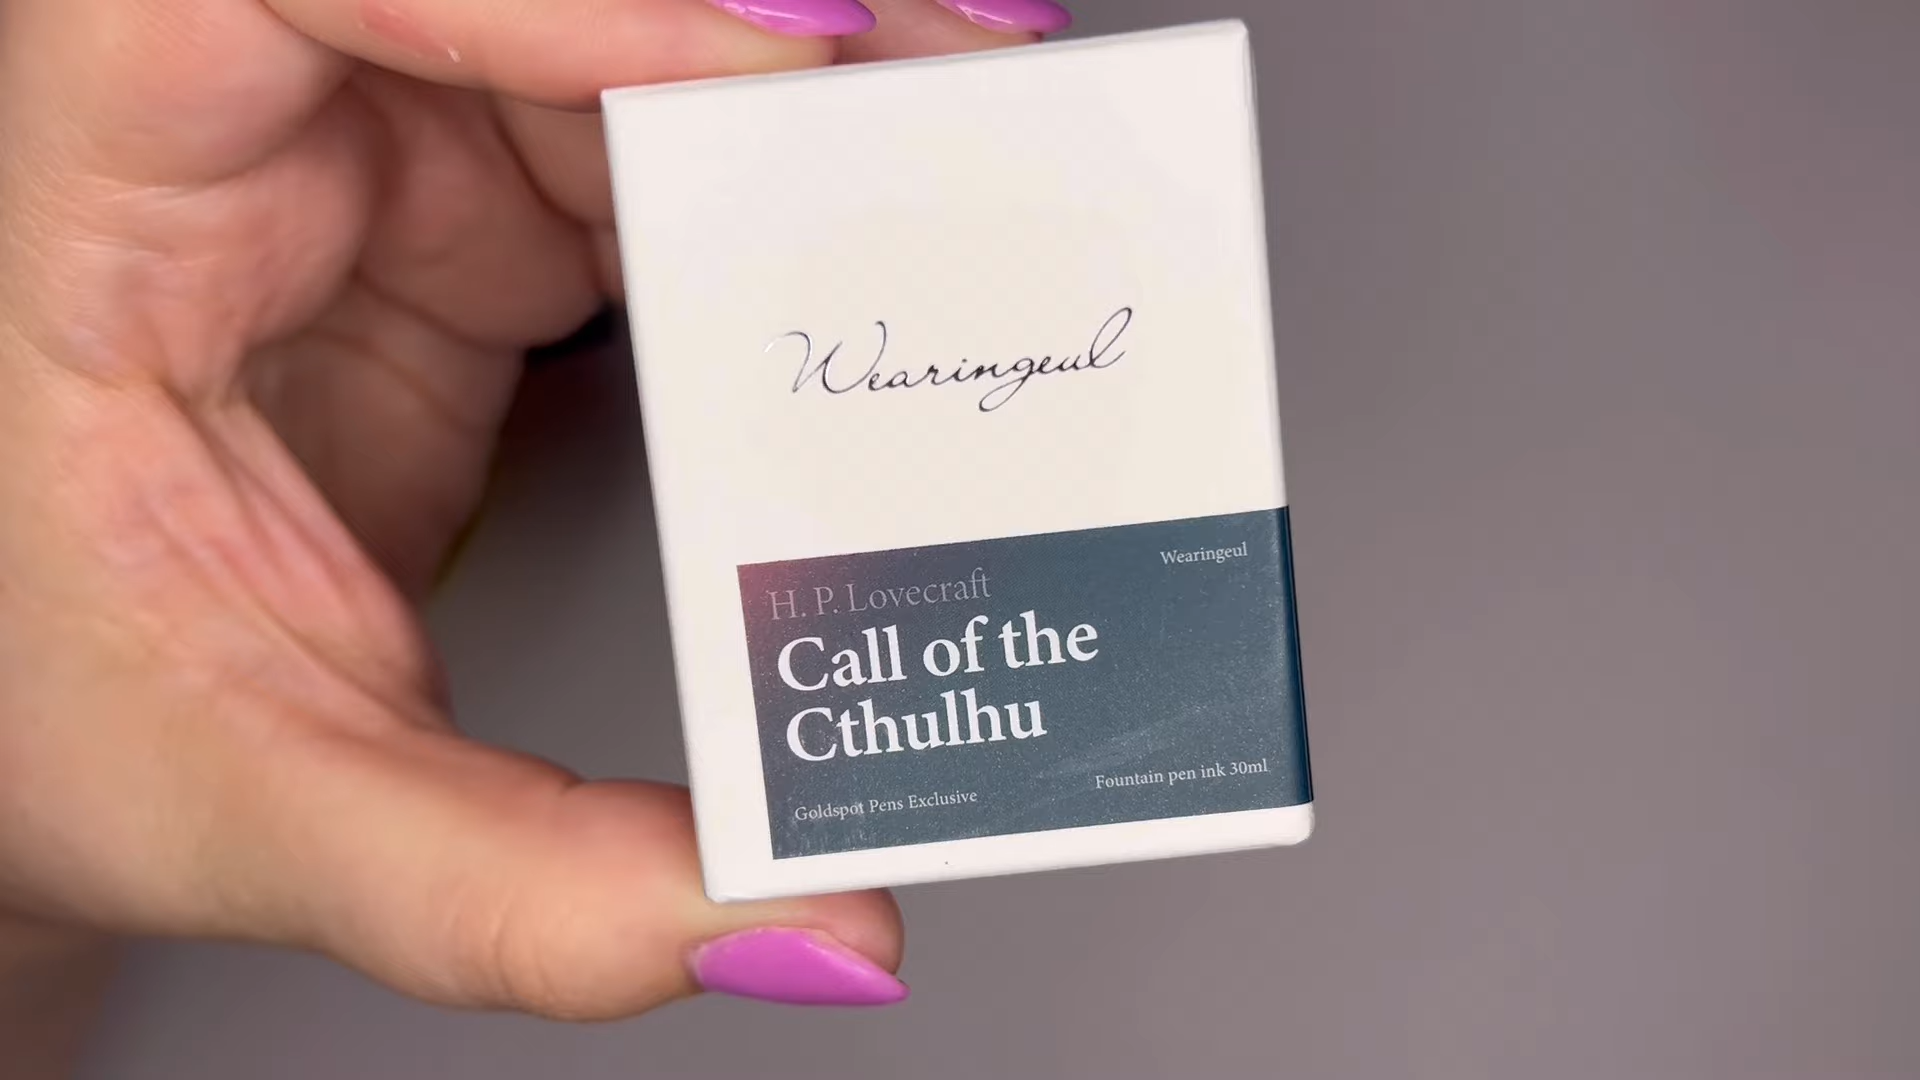 Wearingeul
Wearingeul
H. P. Lovecraft
Call of the
Cthulhu
Fountain pen ink 30ml
Goldspot Pens Exclusive